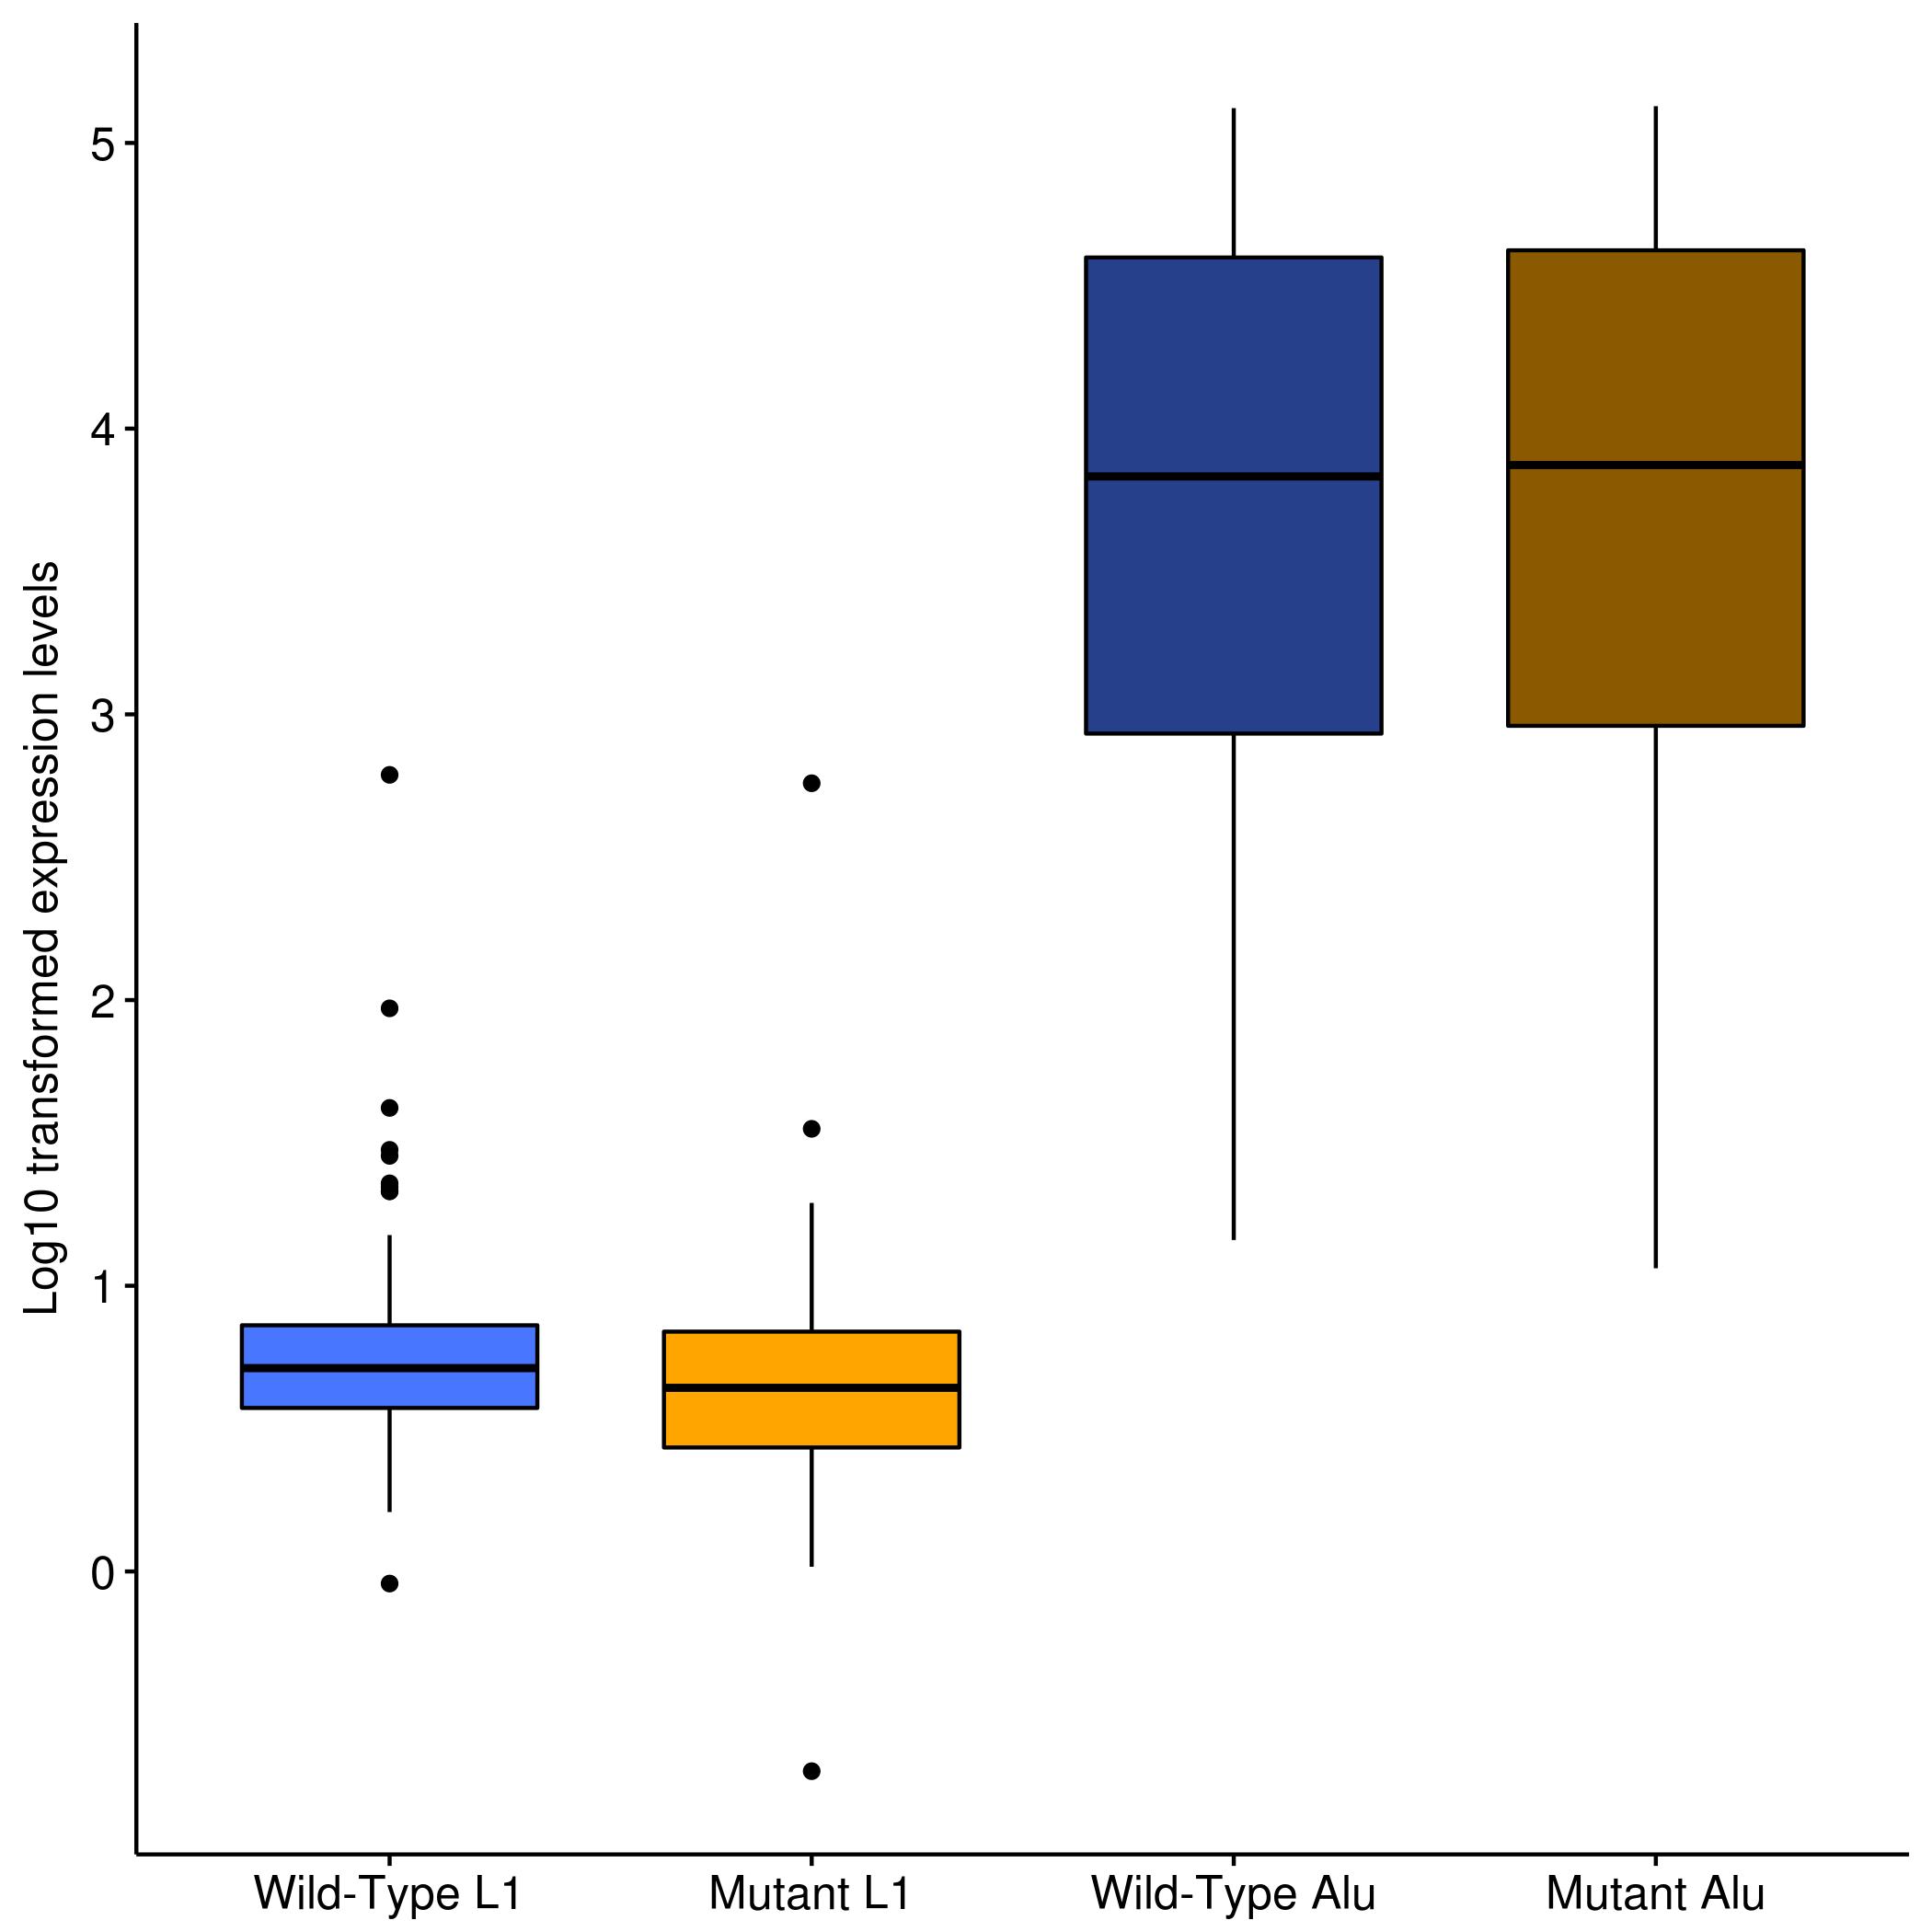 Log10 transformed expression levels
5
4
3
2
1
0
Wild-Type L1
Mutant L1
Wild-Type Alu
Mutant Alu